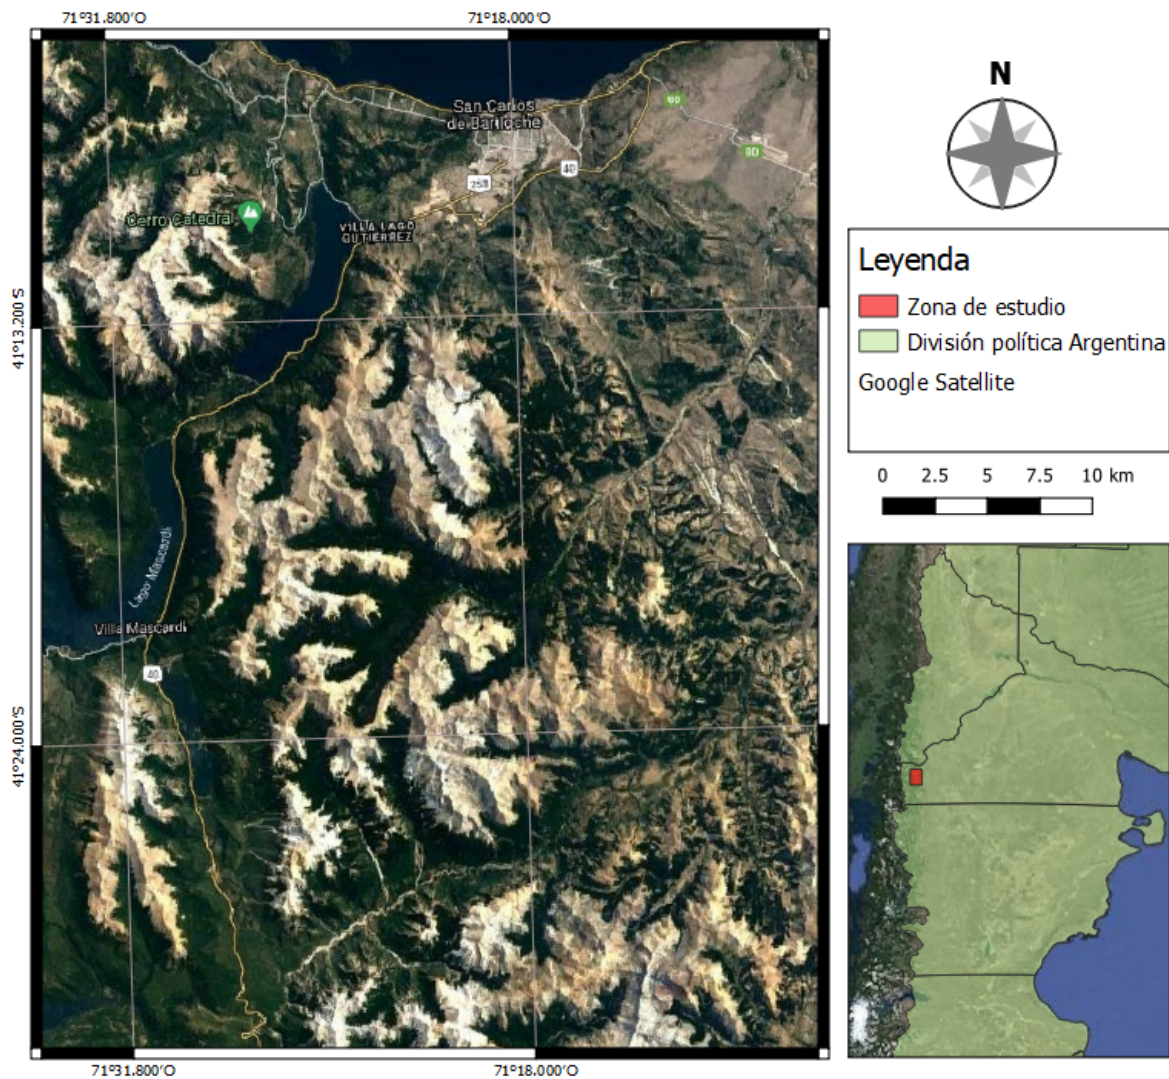 71°31.800'O
71°18.000'O
San Carlos
de Bariloche
80
80
40
258
Cerro Catedral
VILLA LAGO
GUTIÉRREZ
41°13.200 S
Lago Mascardi
Villa Mascardi
40
41°24.000'S
71°31.800'O
71°18.000'O
N
Leyenda
Zona de estudio
División política Argentina
Google Satellite
0 2.5 5 7.5 10 km